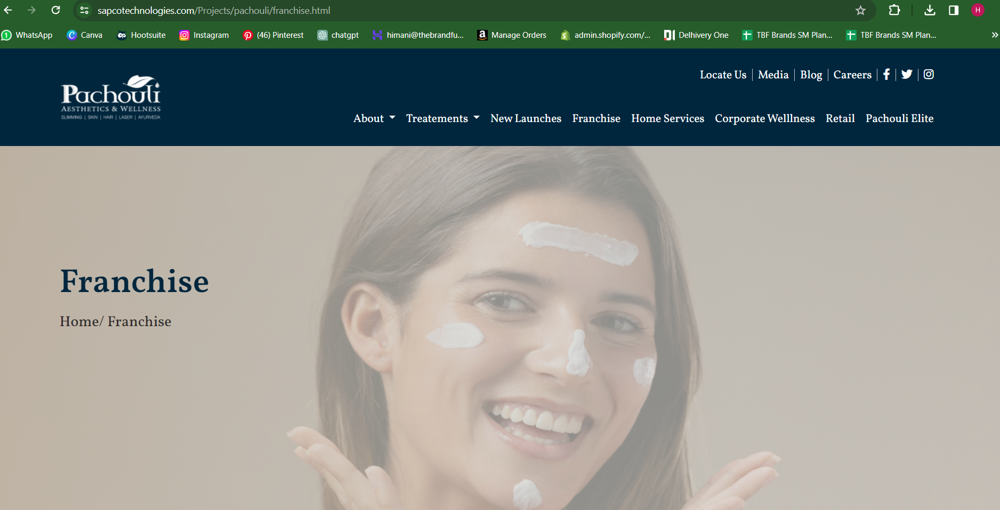 sapcotechnologies.com/Projects/pachouli/franchise.html
H
1 WhatsApp Canva Hootsuite Instagram (46) Pinterest chatgpt himani@thebrandfu... Manage Orders admin.shopify.com/... Delhivery One TBF Brands SM Plan... TBF Brands SM Plan...
Locate Us Media Blog Careers
Pachouli
AESTHETICS & WELLNESS
SLIMMING | SKIN | HAIR | LASER | AYURVEDA
About Treatements New Launches Franchise Home Services Corporate Welllness Retail Pachouli Elite
Franchise
Home/ Franchise